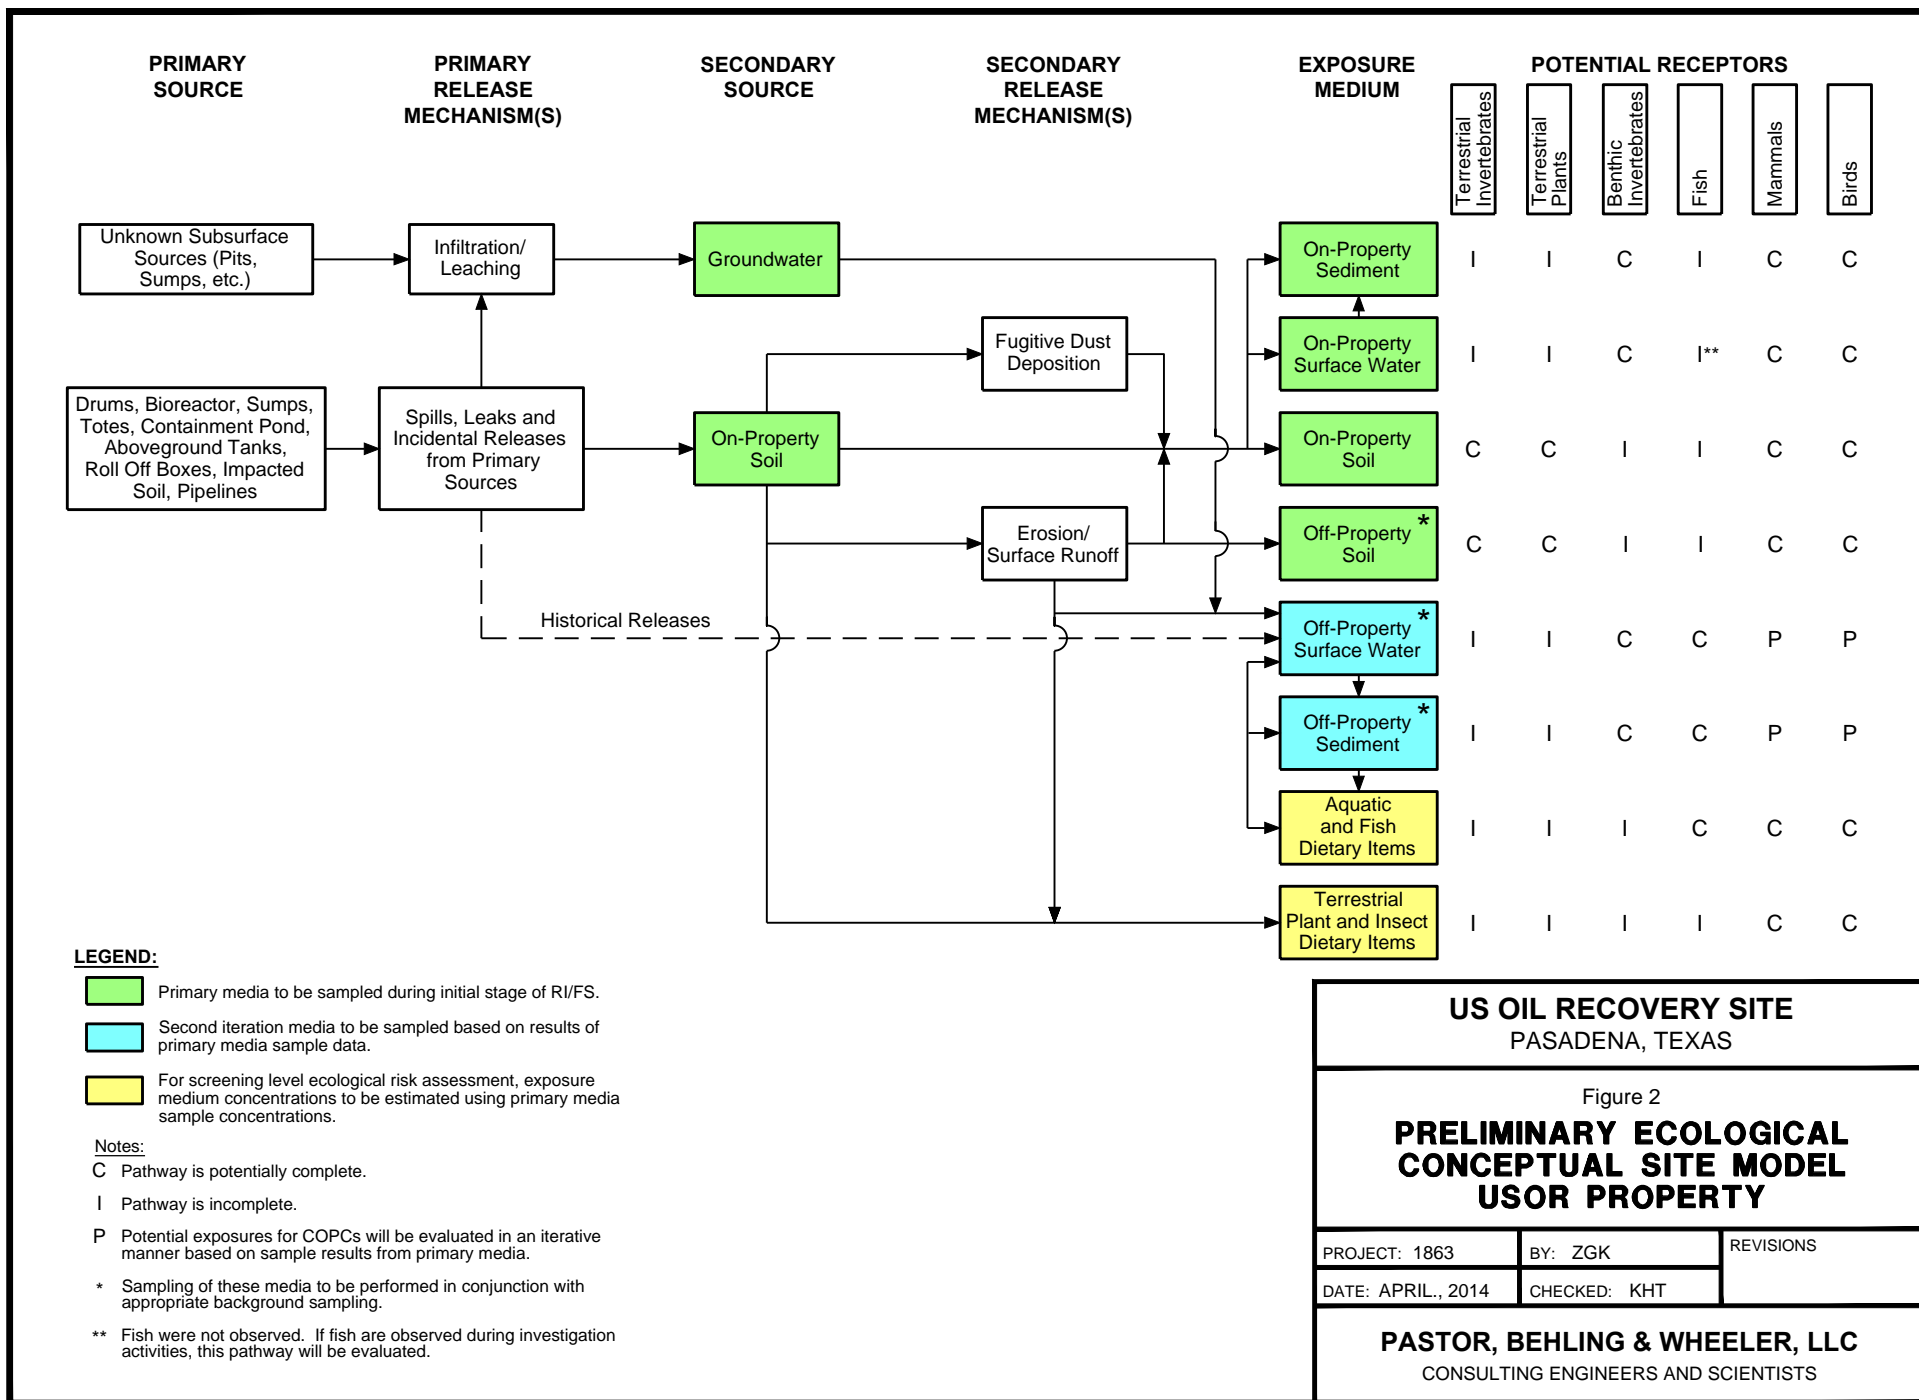 PRIMARY
SOURCE
PRIMARY
RELEASE
MECHANISM(S)
SECONDARY
SOURCE
SECONDARY
RELEASE
MECHANISM(S)
EXPOSURE
MEDIUM
POTENTIAL RECEPTORS
Terrestrial
Invertebrates
Terrestrial
Plants
Benthic
Invertebrates
Fish
Mammals
Birds
Unknown Subsurface
Sources (Pits,
Sumps, etc.)
Infiltration/
Leaching
Groundwater
On-Property
Sediment
I I C I C C
Fugitive Dust
Deposition
On-Property
Surface Water
I I C I** C C
Drums, Bioreactor, Sumps,
Totes, Containment Pond,
Aboveground Tanks,
Roll Off Boxes, Impacted
Soil, Pipelines
Spills, Leaks and
Incidental Releases
from Primary
Sources
On-Property
Soil
On-Property
Soil
C C I I C C
Erosion/
Surface Runoff
Off-Property *
Soil
C C I I C C
Historical Releases
Off-Property *
Surface Water
I I C C P P
Off-Property *
Sediment
I I C C P P
Aquatic
and Fish
Dietary Items
I I I C C C
Terrestrial
Plant and Insect
Dietary Items
I I I I C C
LEGEND:
Primary media to be sampled during initial stage of RI/FS.
Second iteration media to be sampled based on results of
primary media sample data.
For screening level ecological risk assessment, exposure
medium concentrations to be estimated using primary media
sample concentrations.
Notes:
C Pathway is potentially complete.
I Pathway is incomplete.
P Potential exposures for COPCs will be evaluated in an iterative
manner based on sample results from primary media.
* Sampling of these media to be performed in conjunction with
appropriate background sampling.
** Fish were not observed. If fish are observed during investigation
activities, this pathway will be evaluated.
US OIL RECOVERY SITE
PASADENA, TEXAS
Figure 2
PRELIMINARY ECOLOGICAL
CONCEPTUAL SITE MODEL
USOR PROPERTY
PROJECT: 1863
BY: ZGK
REVISIONS
DATE: APRIL., 2014
CHECKED: KHT
PASTOR, BEHLING & WHEELER, LLC
CONSULTING ENGINEERS AND SCIENTISTS